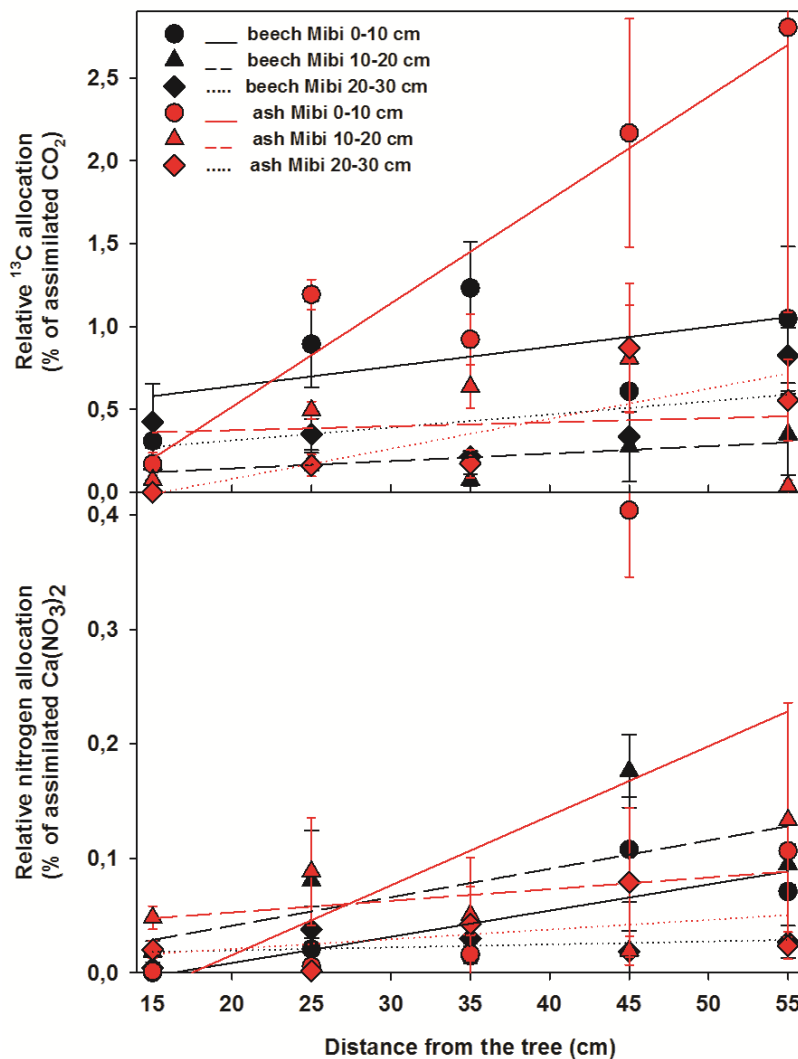 beech Mibi 0-10 cm
beech Mibi 10-20 cm
beech Mibi 20-30 cm
ash Mibi 0-10 cm
ash Mibi 10-20 cm
ash Mibi 20-30 cm
Relative ¹³C allocation
(% of assimilated CO₂)
2,5
2,0
1,5
1,0
0,5
0,0
Relative nitrogen allocation
(% of assimilated Ca(NO₃)₂
0,4
0,3
0,2
0,1
0,0
15 20 25 30 35 40 45 50 55
Distance from the tree (cm)